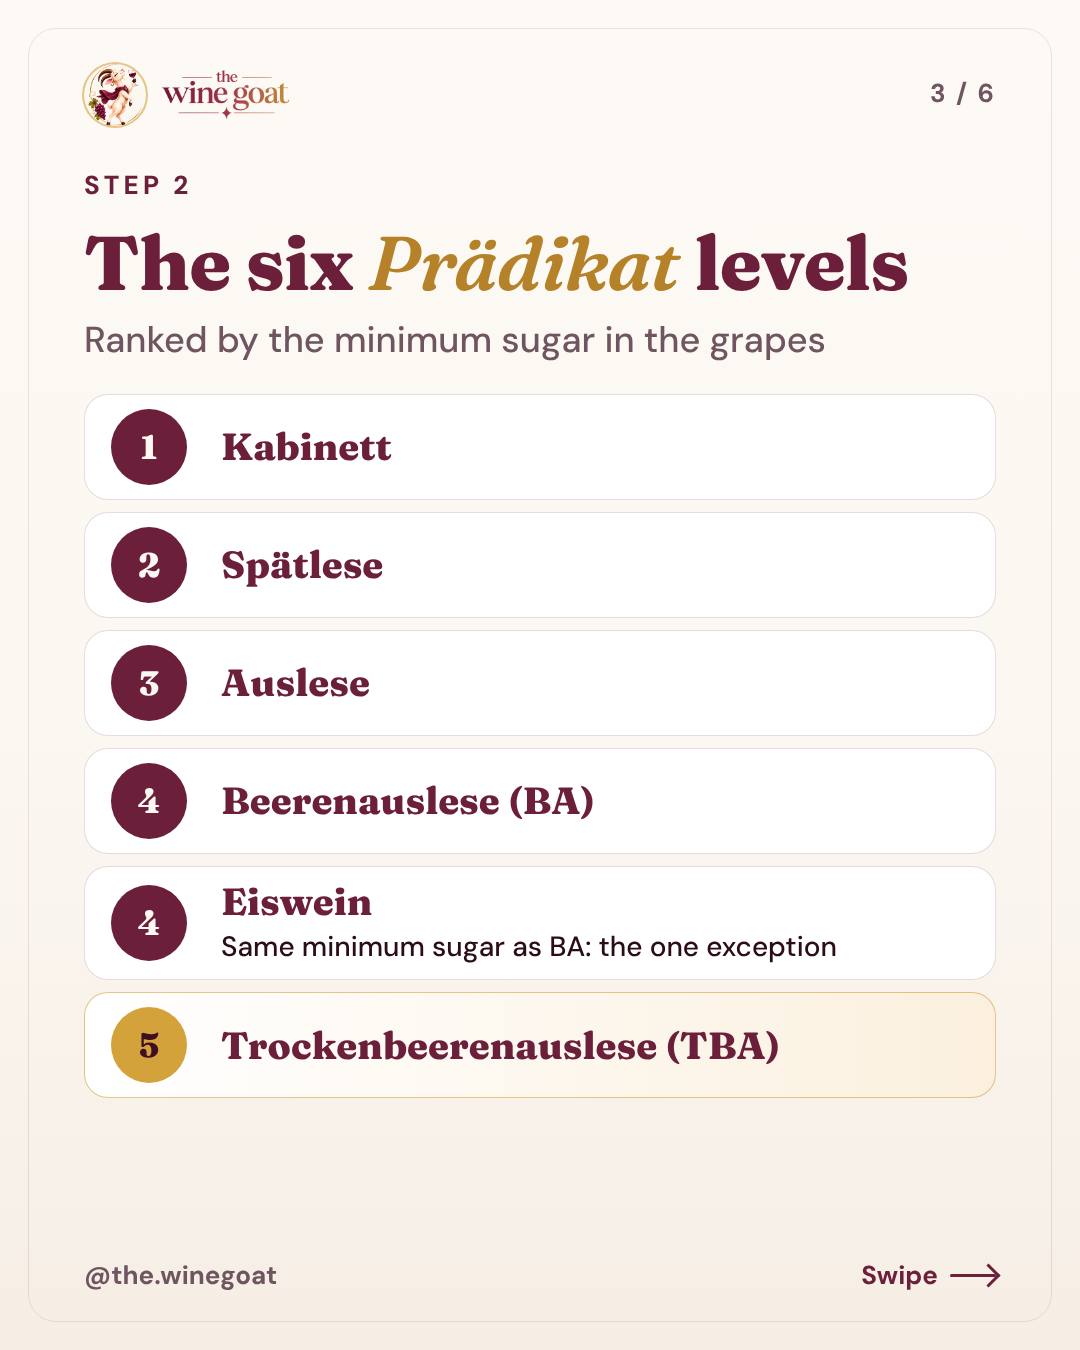 the
wine goat
3 / 6
STEP 2
The six Prädikat levels
Ranked by the minimum sugar in the grapes
1 Kabinett
2 Spätlese
3 Auslese
4 Beerenauslese (BA)
4 Eiswein
Same minimum sugar as BA: the one exception
5 Trockenbeerenauslese (TBA)
@the.winegoat
Swipe